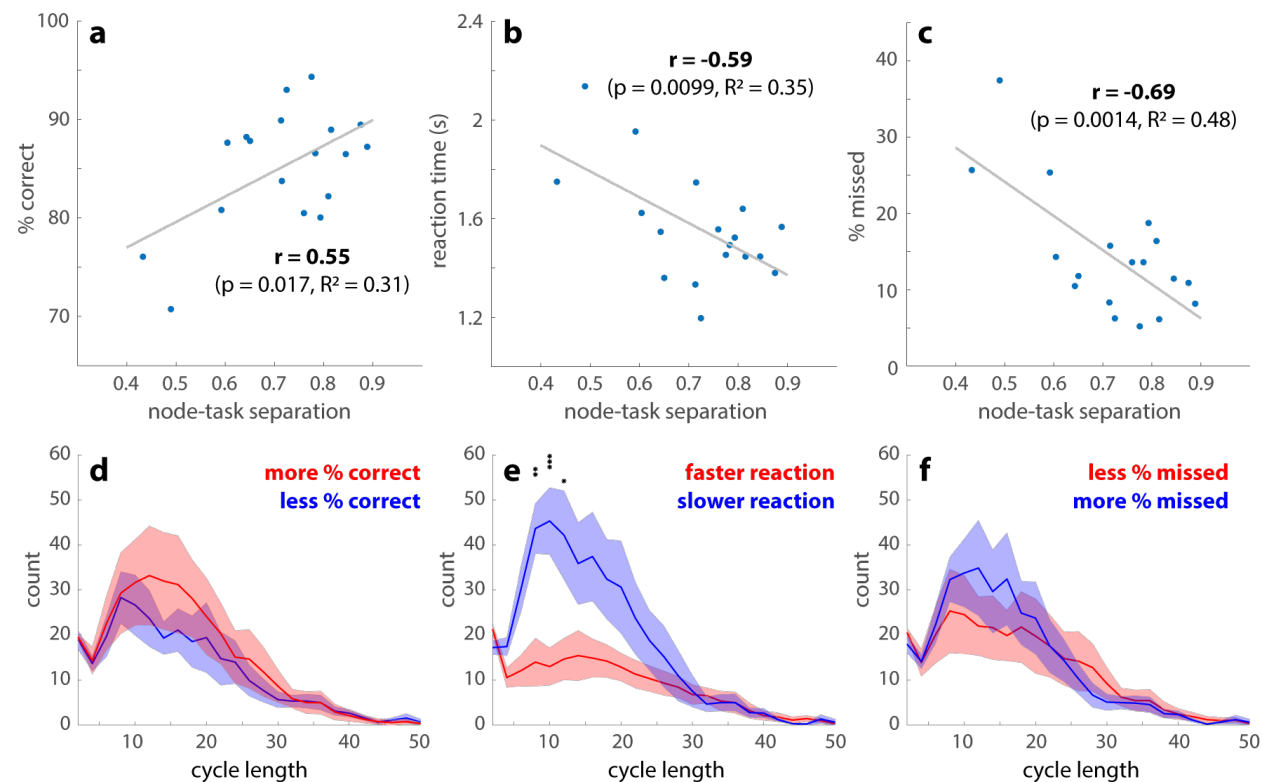 a
100
90
80
70
% correct
r = 0.55
(p = 0.017, R² = 0.31)
0.4 0.5 0.6 0.7 0.8 0.9
node-task separation
b
2.4
2
1.6
1.2
reaction time (s)
r = -0.59
(p = 0.0099, R² = 0.35)
0.4 0.5 0.6 0.7 0.8 0.9
node-task separation
c
40
30
20
10
0
% missed
r = -0.69
(p = 0.0014, R² = 0.48)
0.4 0.5 0.6 0.7 0.8 0.9
node-task separation
d
60
50
40
30
20
10
0
count
more % correct
less % correct
10 20 30 40 50
cycle length
e
60
50
40
30
20
10
0
count
** *** *
faster reaction
slower reaction
10 20 30 40 50
cycle length
f
60
50
40
30
20
10
0
count
less % missed
more % missed
10 20 30 40 50
cycle length